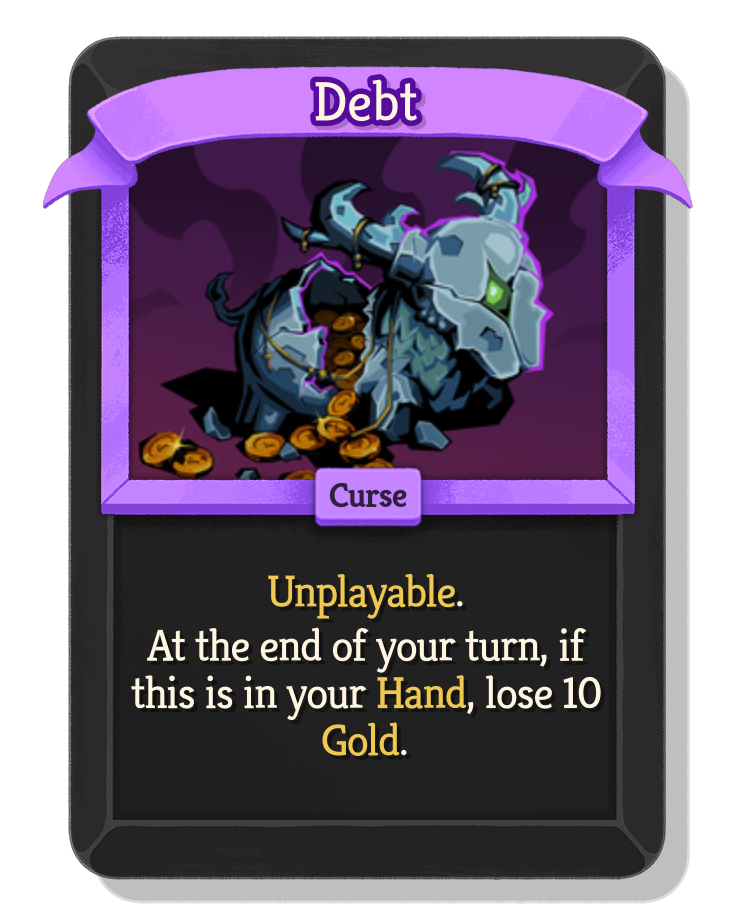 Debt
Curse
Unplayable.
At the end of your turn, if
this is in your Hand, lose 10
Gold.